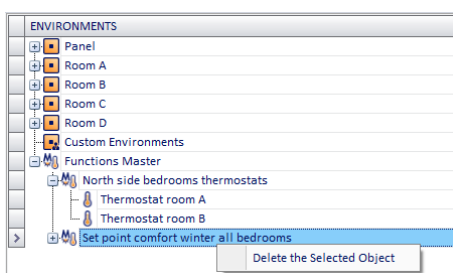 ENVIRONMENTS
Panel
Room A
Room B
Room C
Room D
Custom Environments
Functions Master
North side bedrooms thermostats
Thermostat room A
Thermostat room B
Set point comfort winter all bedrooms
Delete the Selected Object